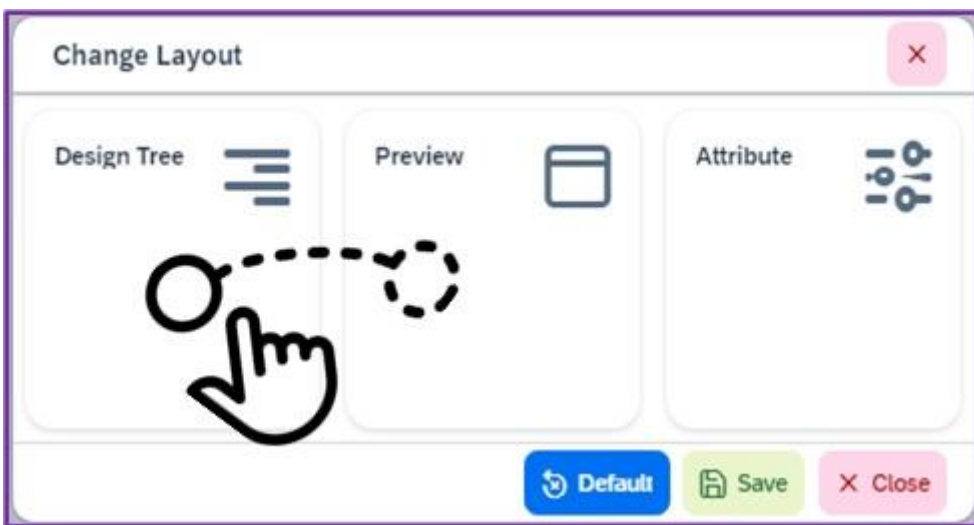 Change Layout
Design Tree
Preview
Attribute
Default
Save
Close